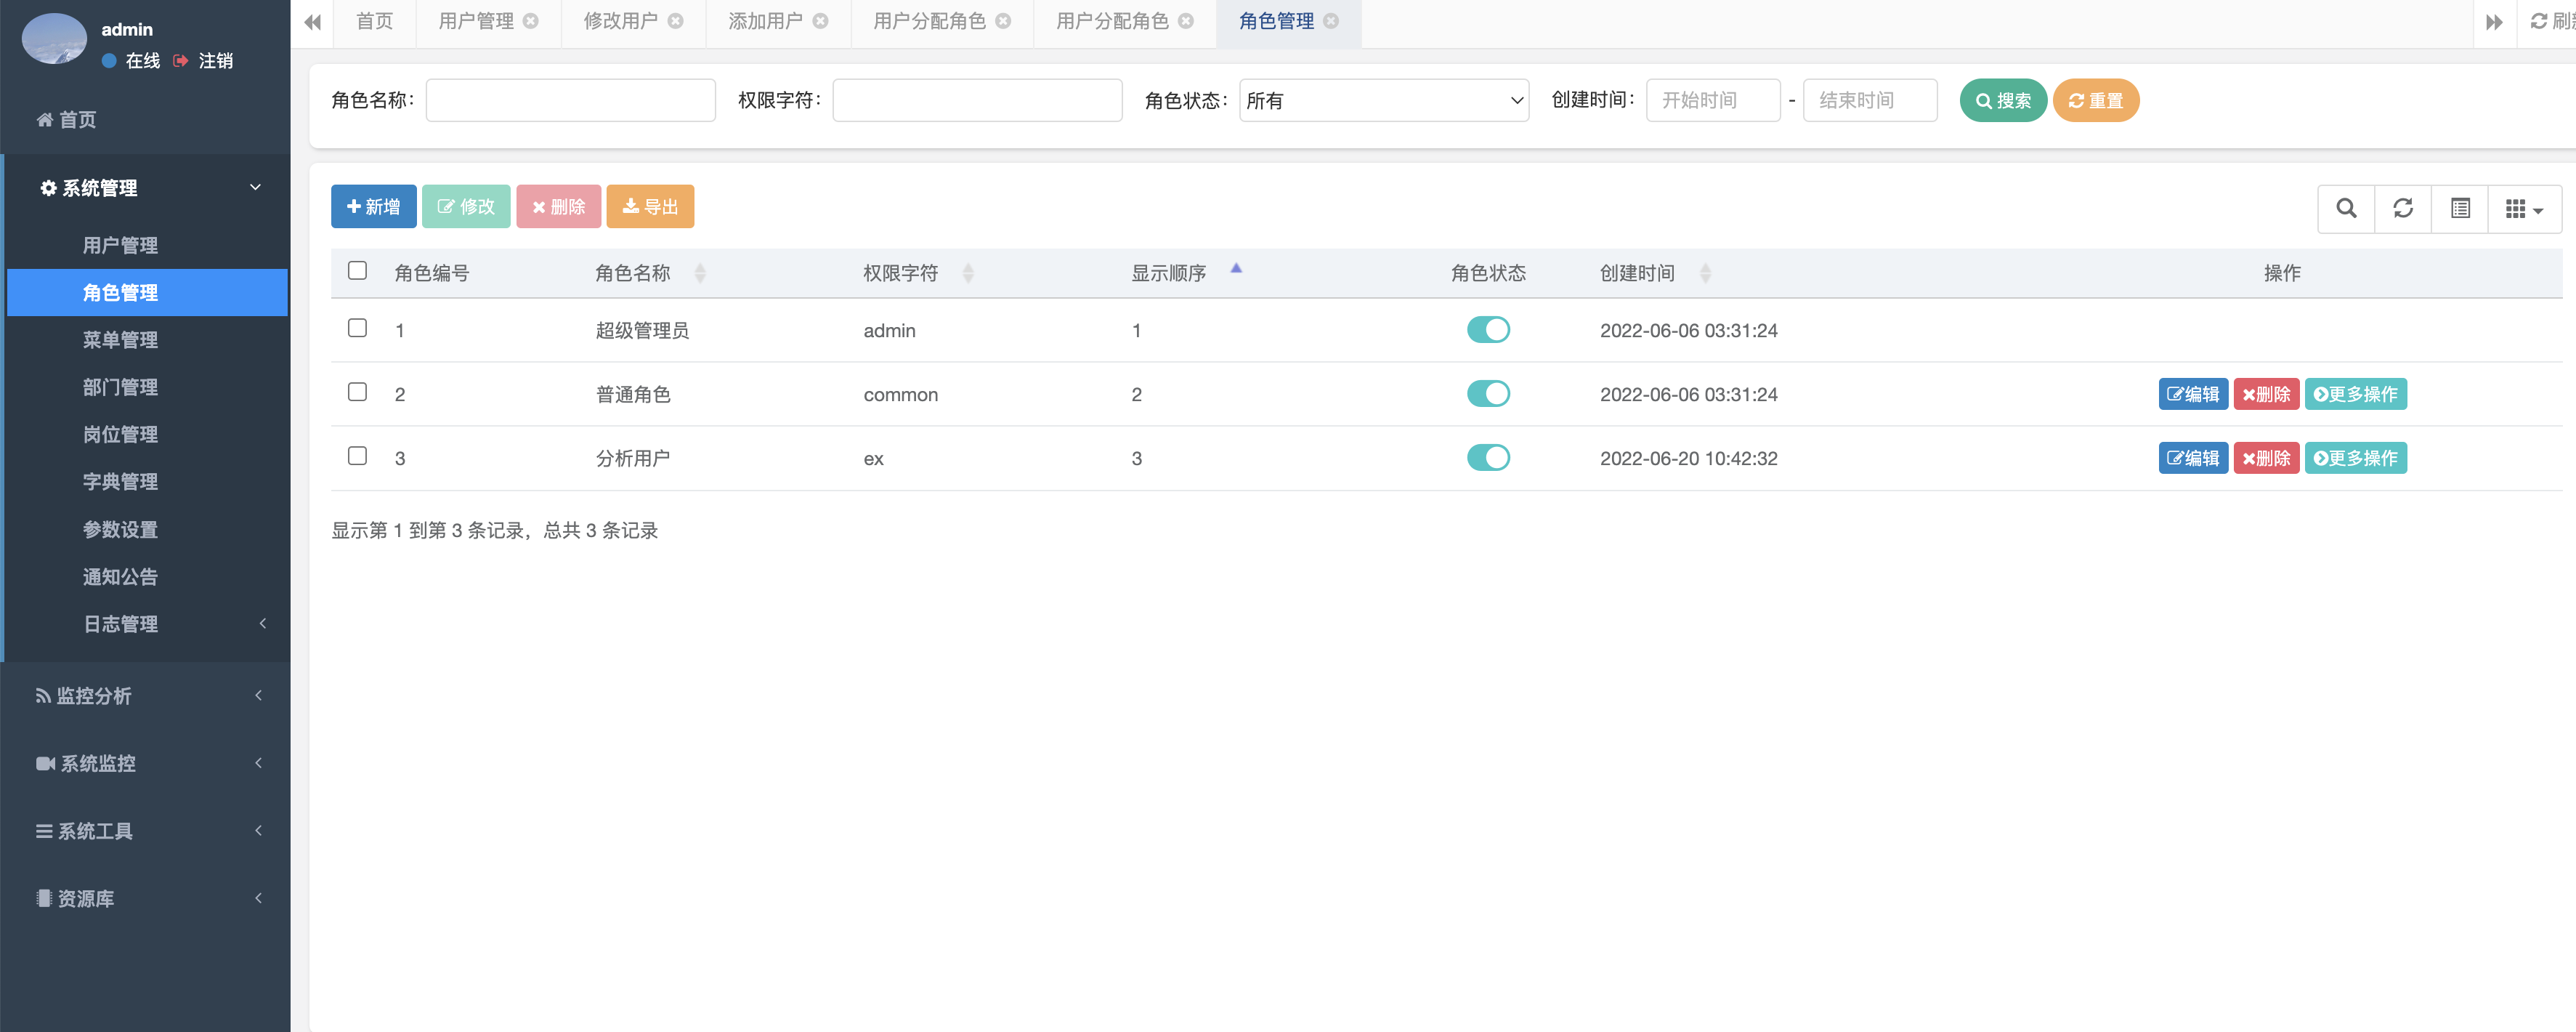 admin
在线 注销
首页
系统管理
用户管理
角色管理
菜单管理
部门管理
岗位管理
字典管理
参数设置
通知公告
日志管理
监控分析
系统监控
系统工具
资源库
首页 用户管理 修改用户 添加用户 用户分配角色 用户分配角色 角色管理 刷
角色名称： 权限字符： 角色状态： 所有 创建时间： 开始时间 - 结束时间 搜索 重置
新增 修改 删除 导出
角色编号 角色名称 权限字符 显示顺序 角色状态 创建时间 操作
1 超级管理员 admin 1 2022-06-06 03:31:24
2 普通角色 common 2 2022-06-06 03:31:24 编辑 删除 更多操作
3 分析用户 ex 3 2022-06-20 10:42:32 编辑 删除 更多操作
显示第 1 到第 3 条记录，总共 3 条记录